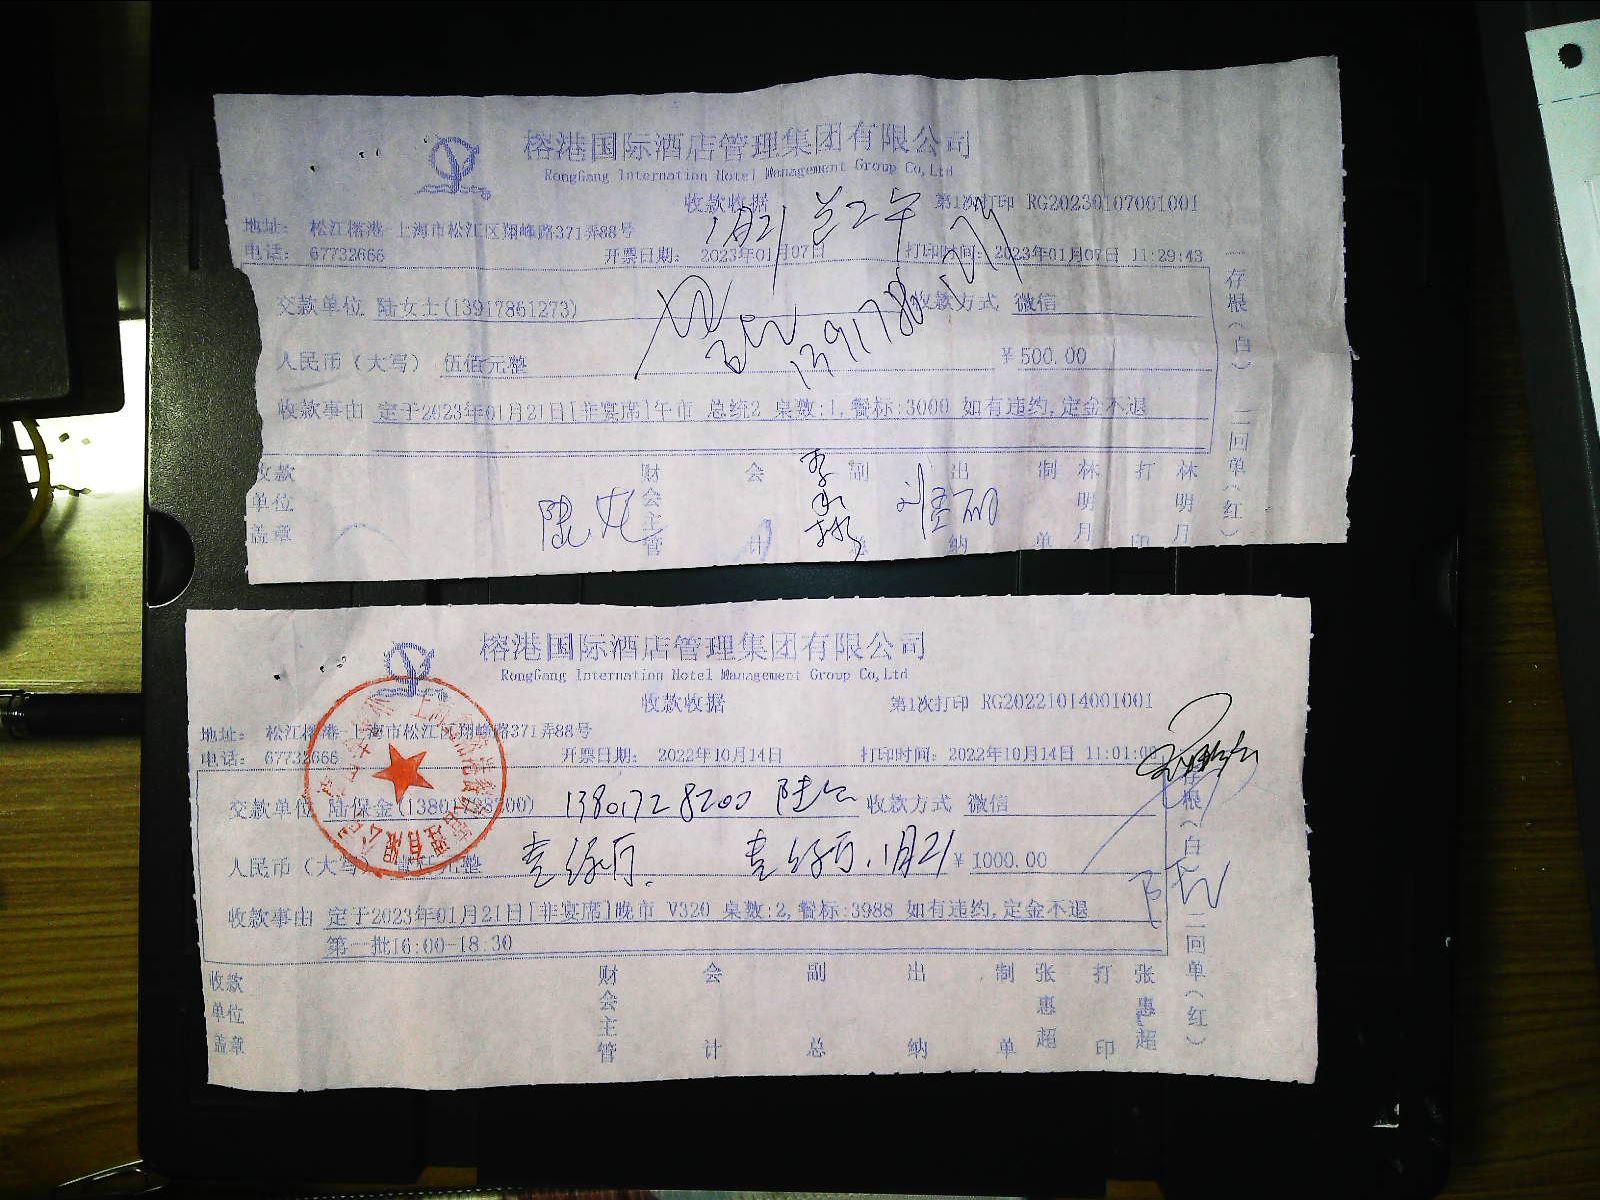 榕港国际酒店管理集团有限公司
RongGang Internation Hotel Management Group Co,Ltd
收款收据 第1次打印 RG20230107001001
地址: 松江榕港-上海市松江区翔峰路371弄88号 1月21
电话: 67732666 开票日期: 2023年01月07日 打印时间: 2023年01月07日 11:29:43
交款单位 陆女士(13917861273) 收款方式 微信
人民币(大写) 伍佰元整 ¥500.00
收款事由 定于2023年01月21日[非宴席]午市 总统2 桌数:1,餐标:3000 如有违约,定金不退
收款单位盖章 财会主管 会计 副总 出纳 制单 林明月 打印 林明月
一存根(白) 二回单(红)
榕港国际酒店管理集团有限公司
RongGang Internation Hotel Management Group Co,Ltd
收款收据 第1次打印 RG20221014001001
地址: 松江榕港-上海市松江区翔峰路371弄88号
电话: 67732666 开票日期: 2022年10月14日 打印时间: 2022年10月14日 11:01:0
交款单位 陆保金(13801728200) 13801728200 收款方式 微信
人民币(大写) 壹仟元整 1月21 ¥1000.00
收款事由 定于2023年01月21日[非宴席]晚市 V320 桌数:2,餐标:3988 如有违约,定金不退
第一批16:00-18:30
收款单位盖章 财会主管 会计 副总 出纳 制单 张惠超 打印 张惠超
存根(白) 二回单(红)